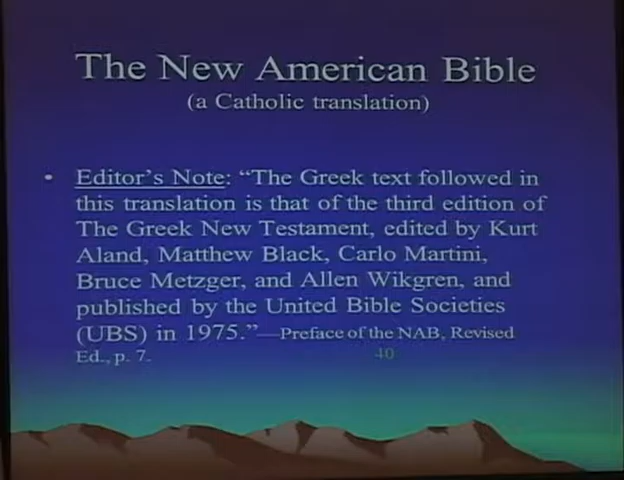 The New American Bible
(a Catholic translation)
• Editor's Note: “The Greek text followed in
this translation is that of the third edition of
The Greek New Testament, edited by Kurt
Aland, Matthew Black, Carlo Martini,
Bruce Metzger, and Allen Wikgren, and
published by the United Bible Societies
(UBS) in 1975.”—Preface of the NAB, Revised
Ed., p. 7.
40